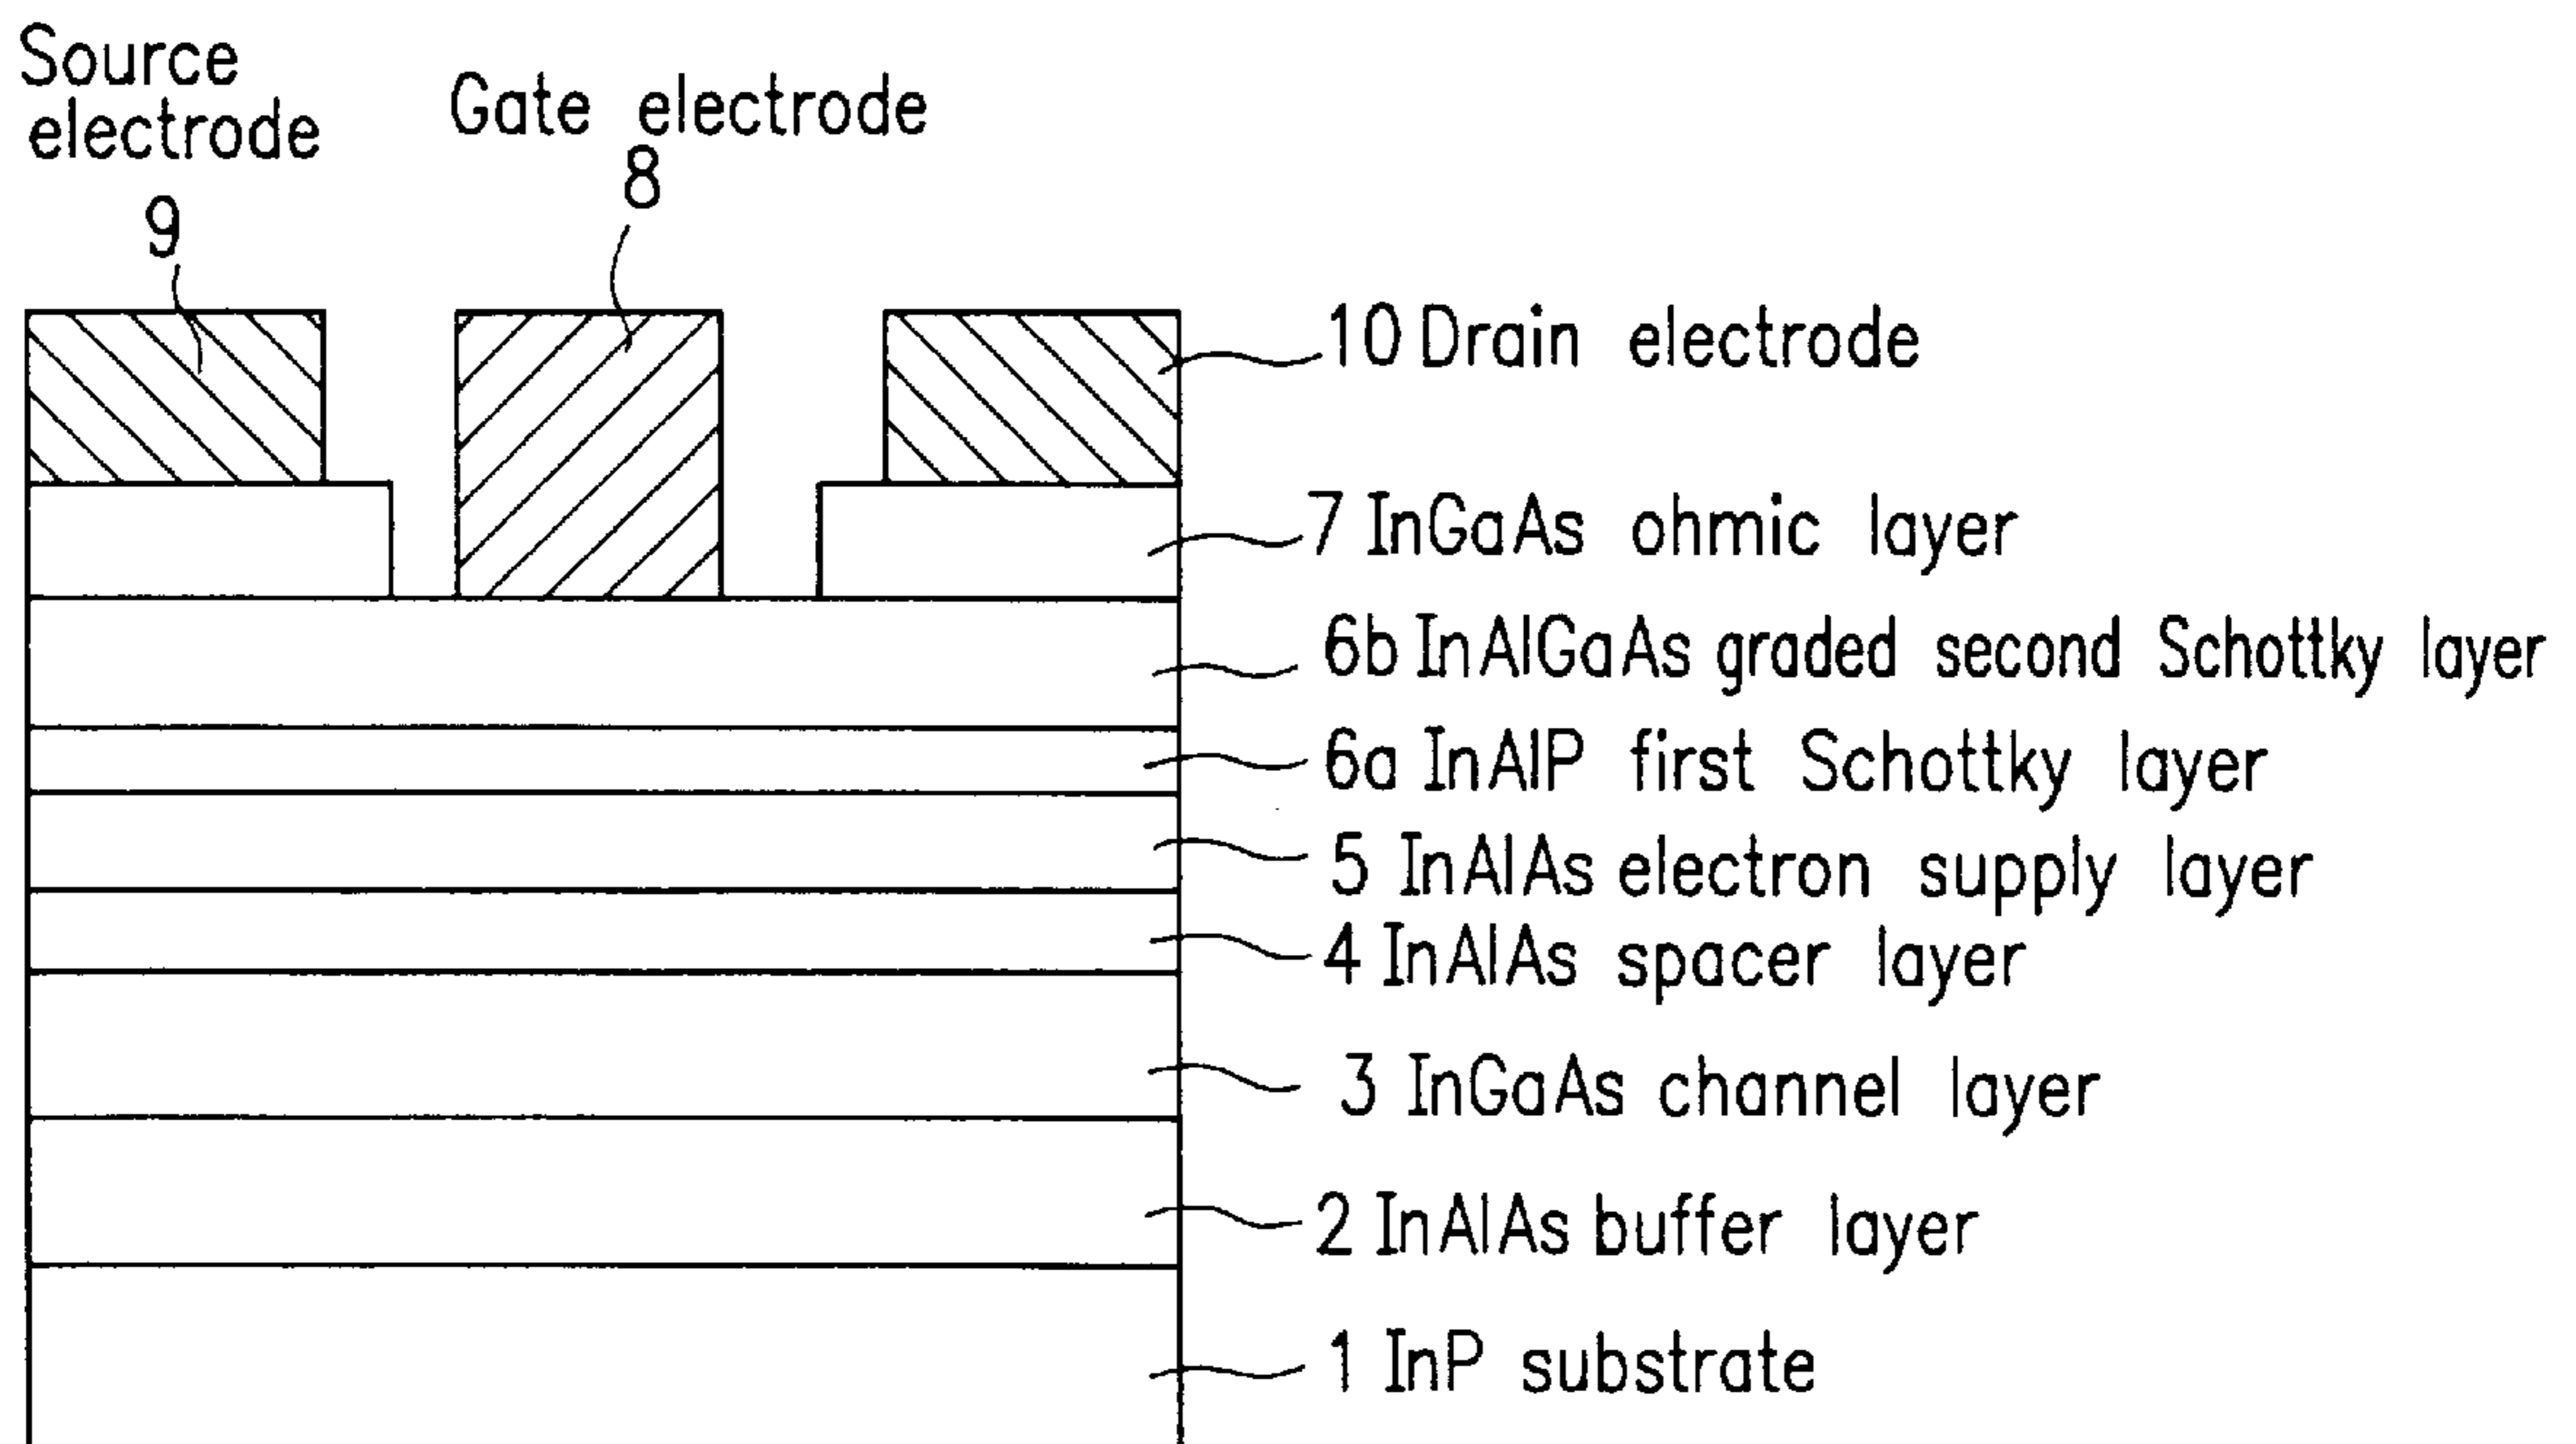 Source
electrode
9
Gate electrode
8
10 Drain electrode
7 InGaAs ohmic layer
6b InAlGaAs graded second Schottky layer
6a InAlP first Schottky layer
5 InAlAs electron supply layer
4 InAlAs spacer layer
3 InGaAs channel layer
2 InAlAs buffer layer
1 InP substrate